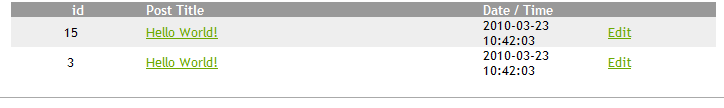 id Post Title Date / Time
15 Hello World! 2010-03-23 10:42:03 Edit
3 Hello World! 2010-03-23 10:42:03 Edit